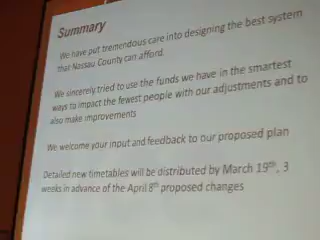 Summary
We have put tremendous care into designing the best system
that Nassau County can afford.
We sincerely tried to use the funds we have in the smartest
ways to impact the fewest people with our adjustments and to
also make improvements
We welcome your input and feedback to our proposed plan
Detailed new timetables will be distributed by March 19th, 3
weeks in advance of the April 8th proposed changes